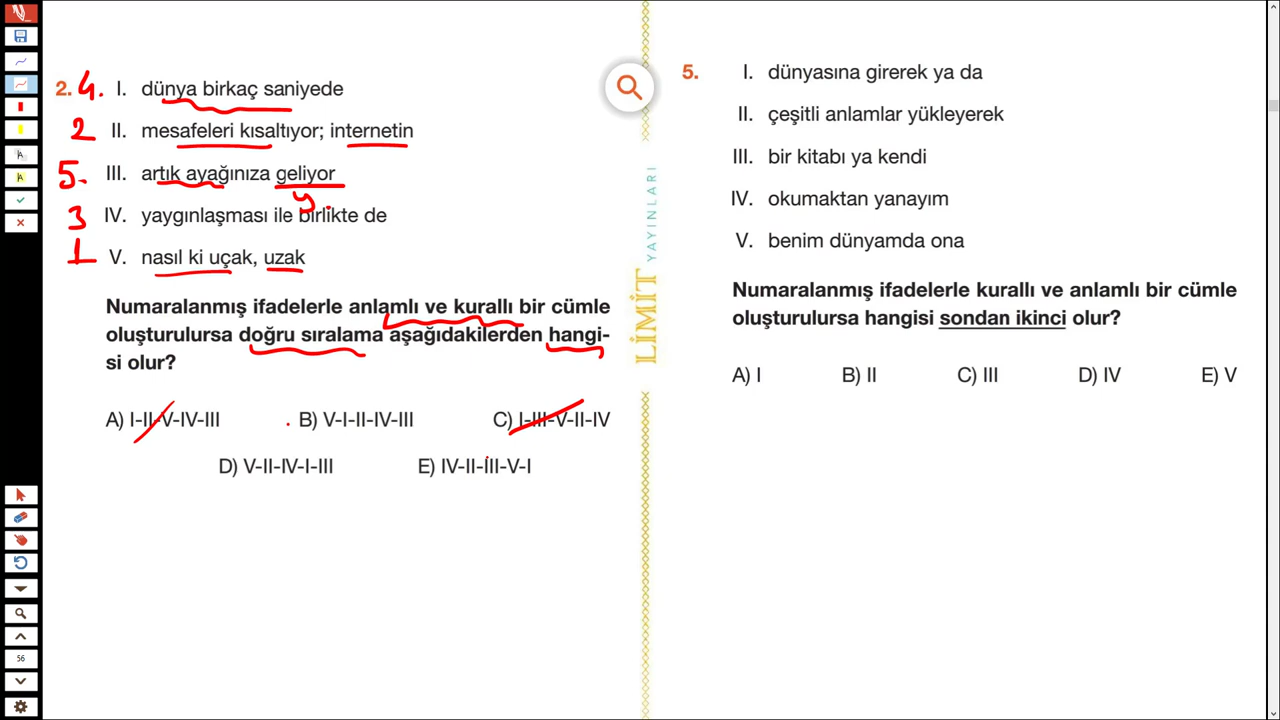 2. 4. I. dünya birkaç saniyede
2 II. mesafeleri kısaltıyor; internetin
5. III. artık ayağınıza geliyor
y.
3 IV. yaygınlaşması ile birlikte de
1 V. nasıl ki uçak, uzak
Numaralanmış ifadelerle anlamlı ve kurallı bir cümle
oluşturulursa doğru sıralama aşağıdakilerden hangi-
si olur?
A) I-II-V-IV-III B) V-I-II-IV-III C) I-III-V-II-IV
D) V-II-IV-I-III E) IV-II-III-V-I
LİMİT YAYINLARI
5. I. dünyasına girerek ya da
II. çeşitli anlamlar yükleyerek
III. bir kitabı ya kendi
IV. okumaktan yanayım
V. benim dünyamda ona
Numaralanmış ifadelerle kurallı ve anlamlı bir cümle
oluşturulursa hangisi sondan ikinci olur?
A) I B) II C) III D) IV E) V
56